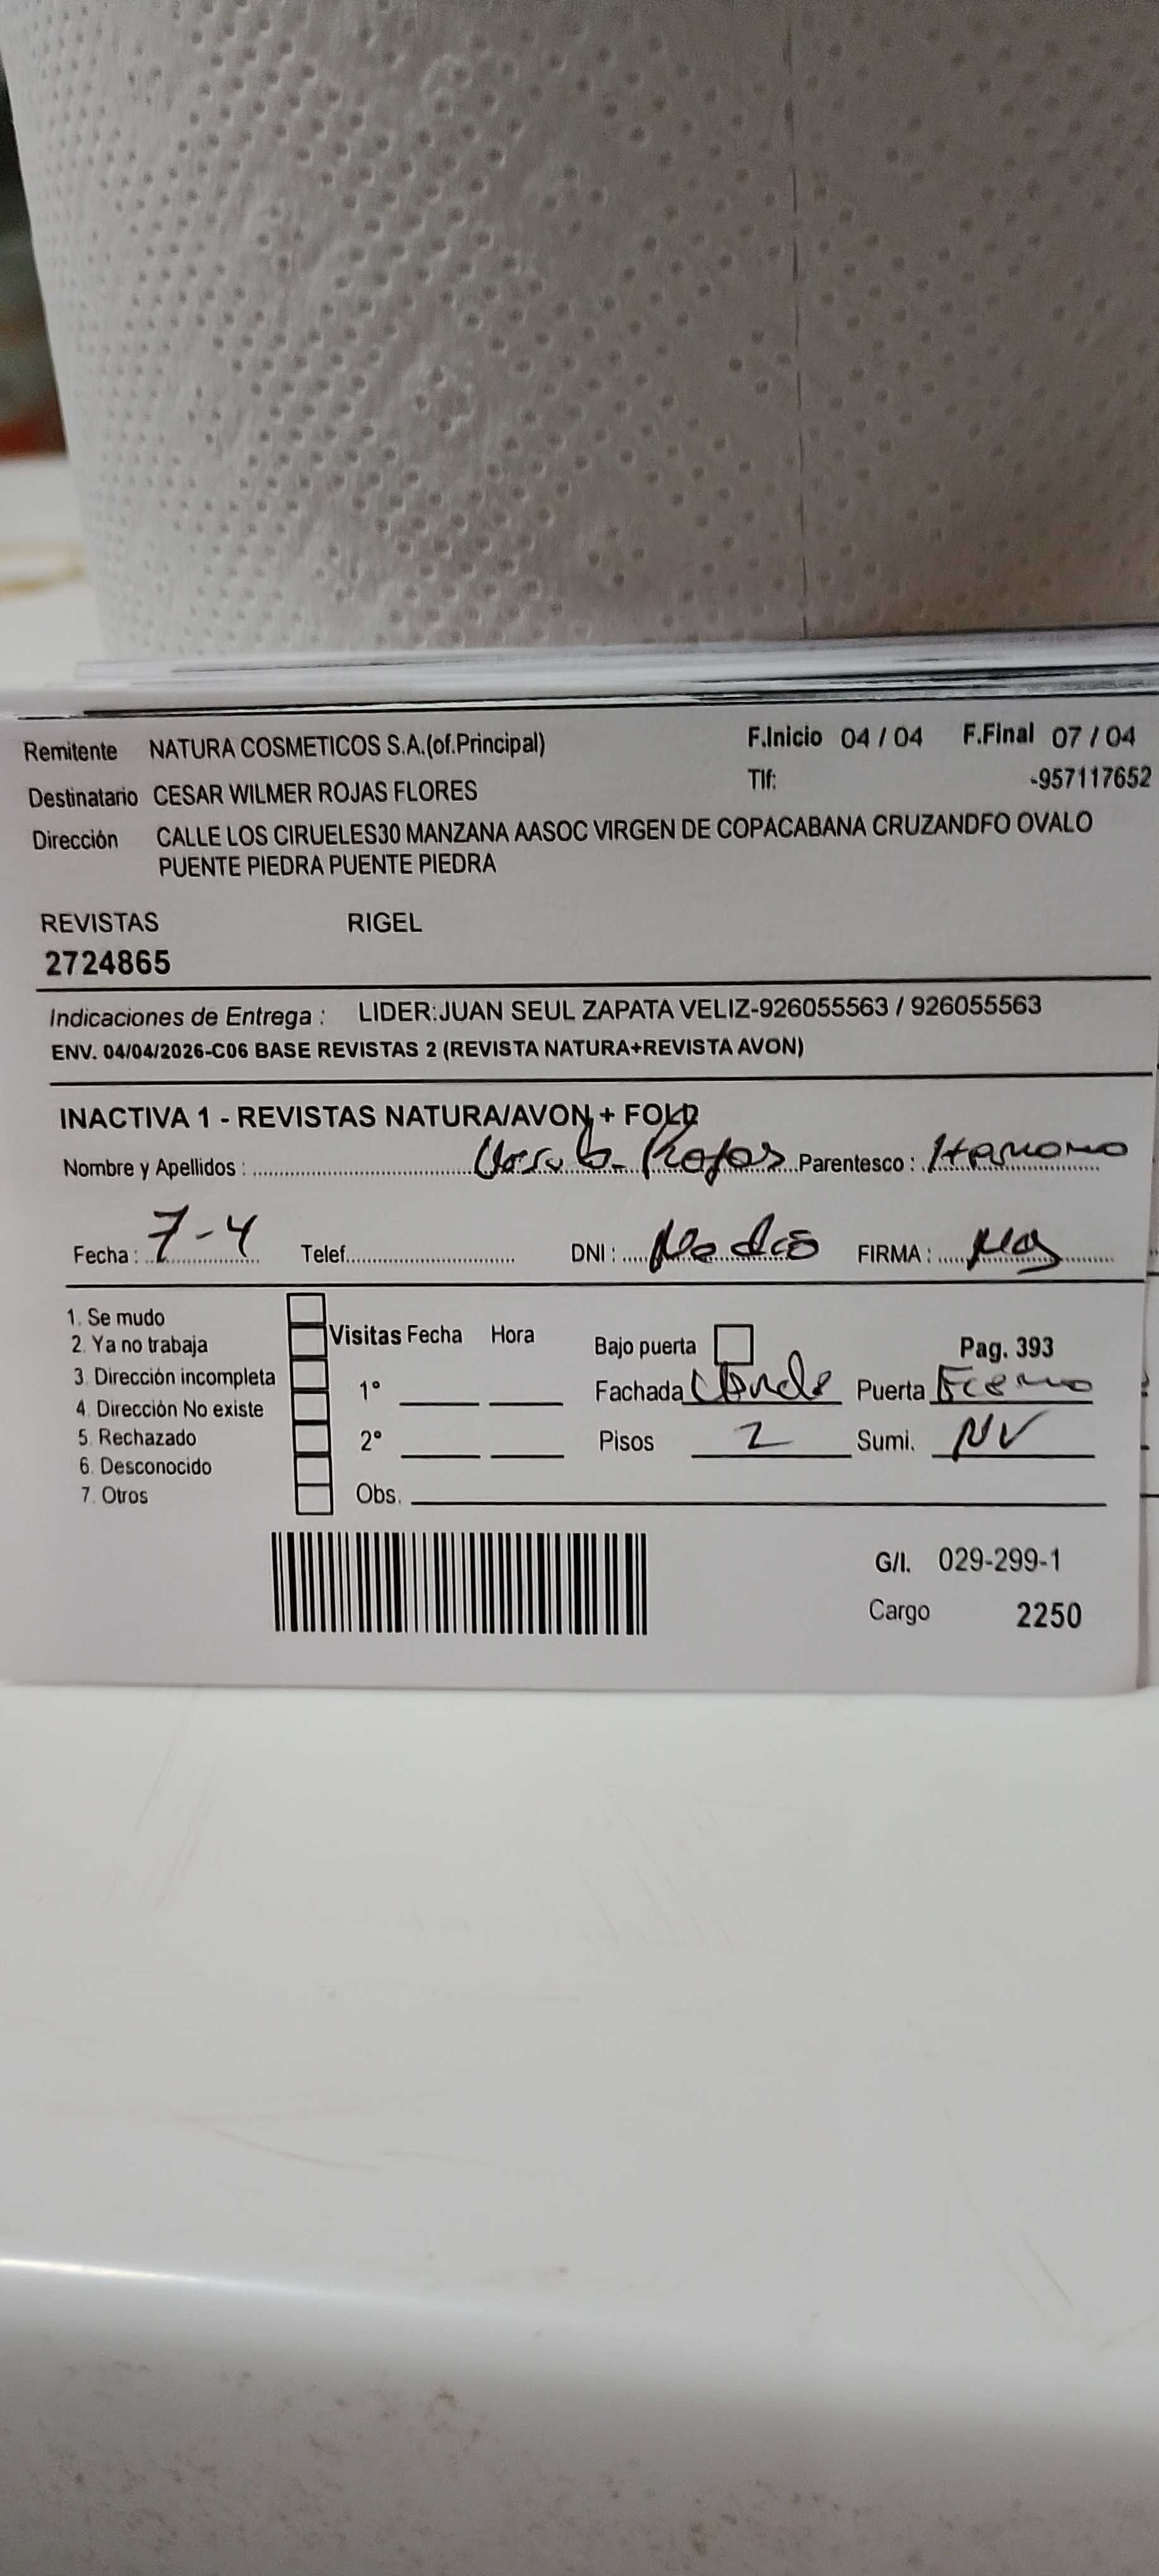 Remitente NATURA COSMETICOS S.A.(of.Principal) F.Inicio 04 / 04 F.Final 07 / 04
Destinatario CESAR WILMER ROJAS FLORES Tlf: -957117652
Dirección CALLE LOS CIRUELES30 MANZANA AASOC VIRGEN DE COPACABANA CRUZANDFO OVALO
PUENTE PIEDRA PUENTE PIEDRA
REVISTAS RIGEL
2724865
Indicaciones de Entrega : LIDER:JUAN SEUL ZAPATA VELIZ-926055563 / 926055563
ENV. 04/04/2026-C06 BASE REVISTAS 2 (REVISTA NATURA+REVISTA AVON)
INACTIVA 1 - REVISTAS NATURA/AVON + FOLD
Nombre y Apellidos : Rojas Parentesco : Hermano
Fecha : 7-4 Telef. DNI : No dio FIRMA :
1. Se mudo
2. Ya no trabaja Visitas Fecha Hora Bajo puerta Pag. 393
3. Dirección incompleta 1° Fachada Puerta
4. Dirección No existe
5. Rechazado 2° Pisos 2 Sumi. NV
6. Desconocido
7. Otros Obs.
G/I. 029-299-1
Cargo 2250